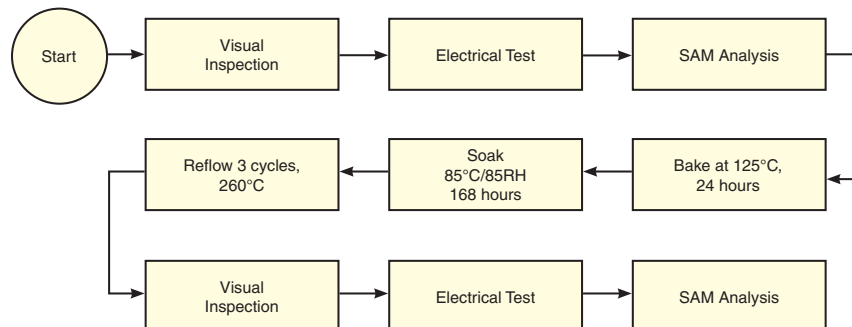 Start
Visual
Inspection
Electrical Test
SAM Analysis
Bake at 125°C,
24 hours
Soak
85°C/85RH
168 hours
Reflow 3 cycles,
260°C
Visual
Inspection
Electrical Test
SAM Analysis